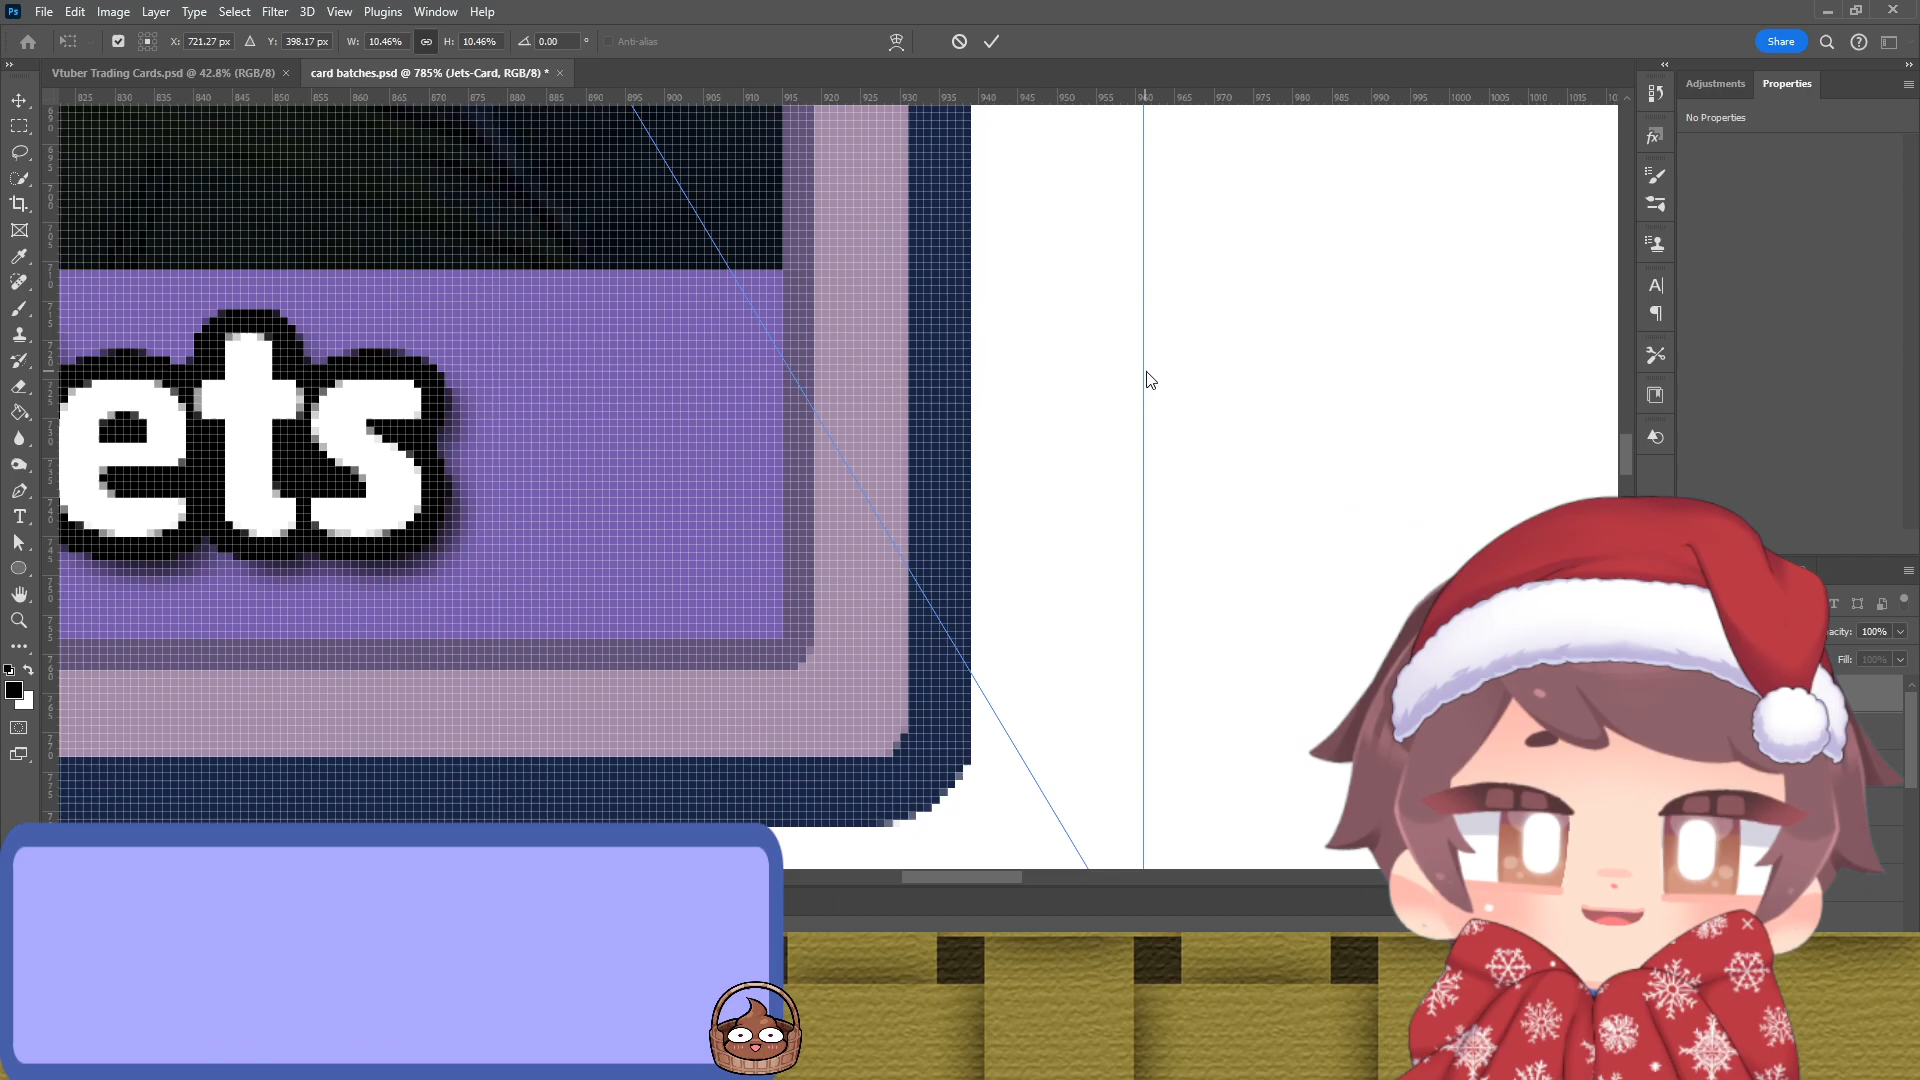 Ps File Edit Image Layer Type Select Filter 3D View Plugins Window Help
X: 721.27 px Y: 398.17 px W: 10.46% H: 10.46% 0.00 ° Anti-alias Share
Vtuber Trading Cards.psd @ 42.8% (RGB/8) × card batches.psd @ 785% (Jets-Card, RGB/8) * ×
Adjustments Properties
825 830 835 840 845 850 855 860 865 870 875 880 885 890 895 900 905 910 915 920 925 930 935 940 945 950 955 960 965 970 975 980 985 990 995 1000 1005 1010 1015
No Properties
ets
acity: 100%
Fill: 100%